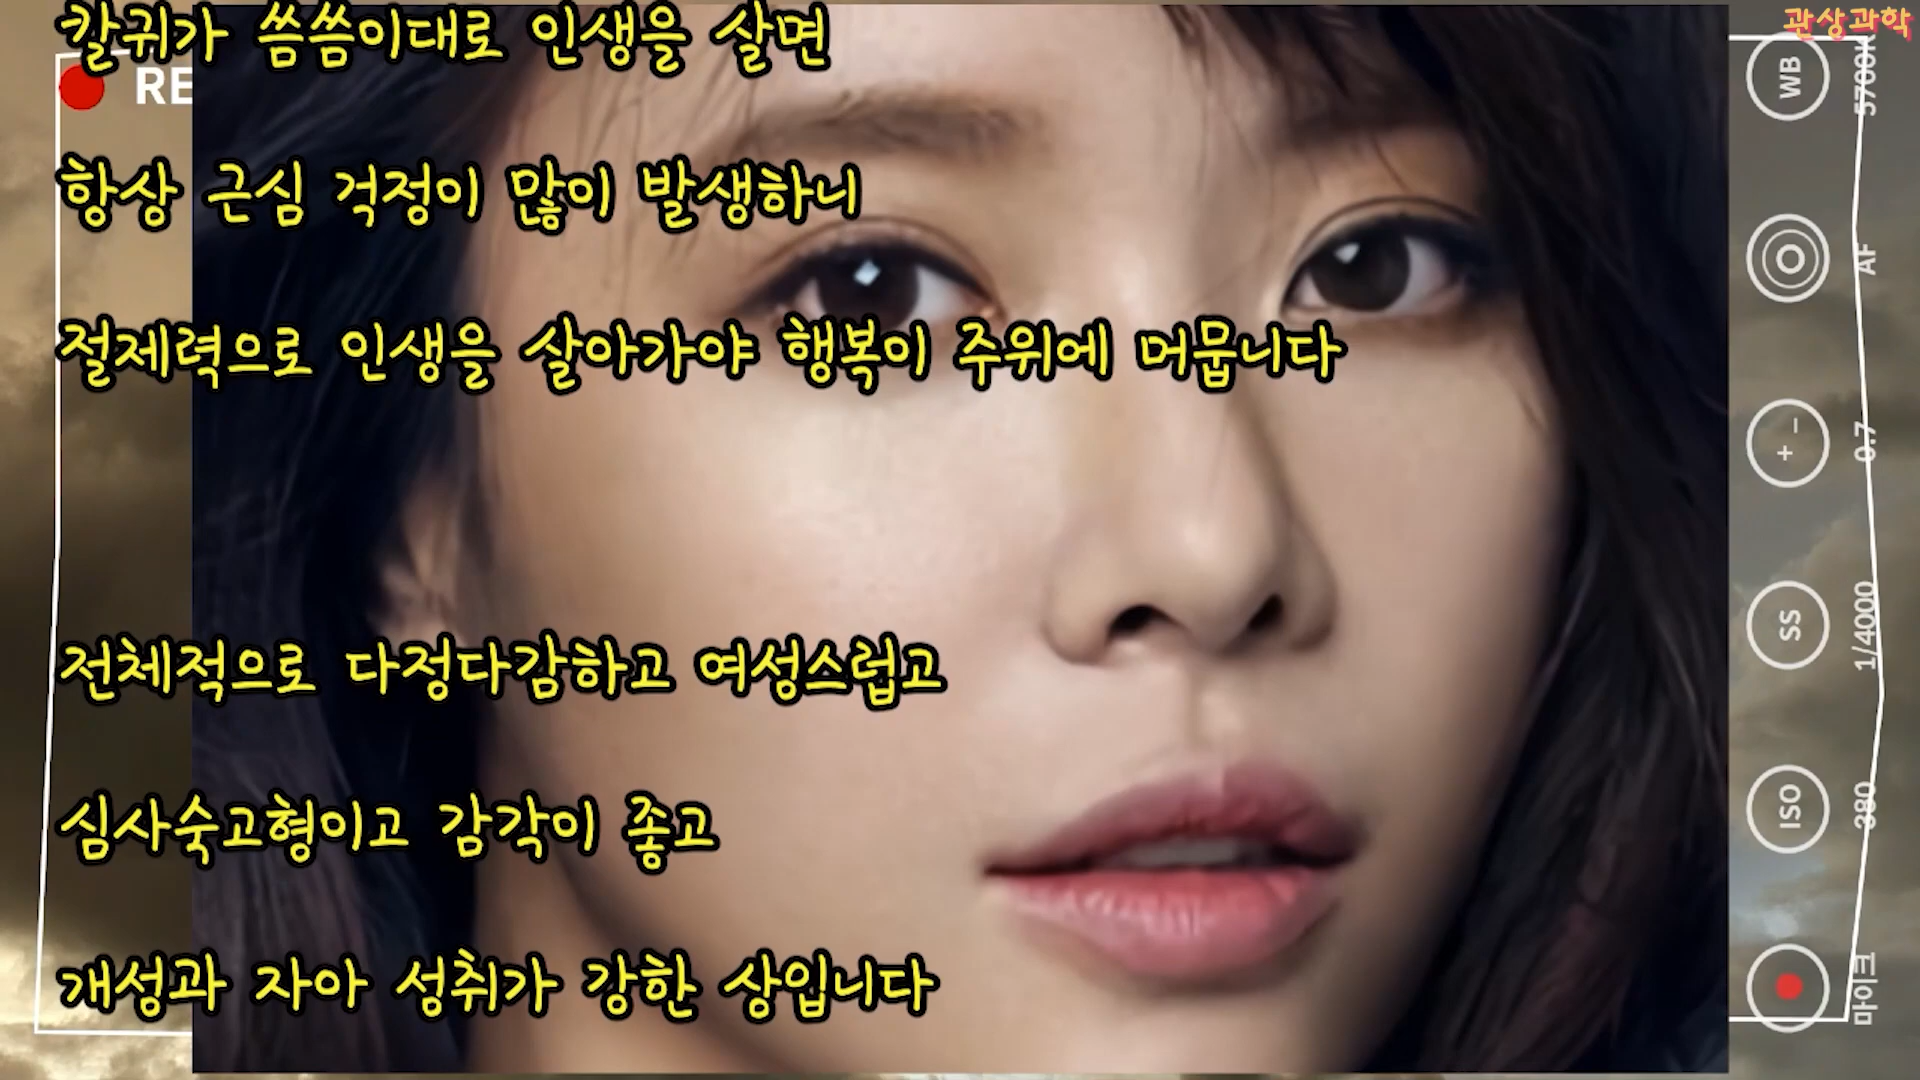 관상과학
칼귀가 씀씀이대로 인생을 살면
항상 근심 걱정이 많이 발생하니
절제력으로 인생을 살아가야 행복이 주위에 머뭅니다
전체적으로 다정다감하고 여성스럽고
심사숙고형이고 감각이 좋고
개성과 자아 성취가 강한 상입니다
RE
WB 5700K
AF
+ - 0.7
SS 1/4000
ISO 380
마이크